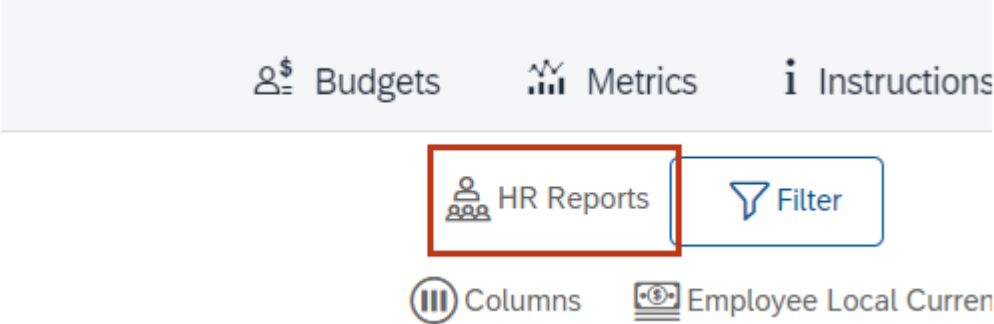 Budgets Metrics Instructions
HR Reports Filter
Columns Employee Local Curren